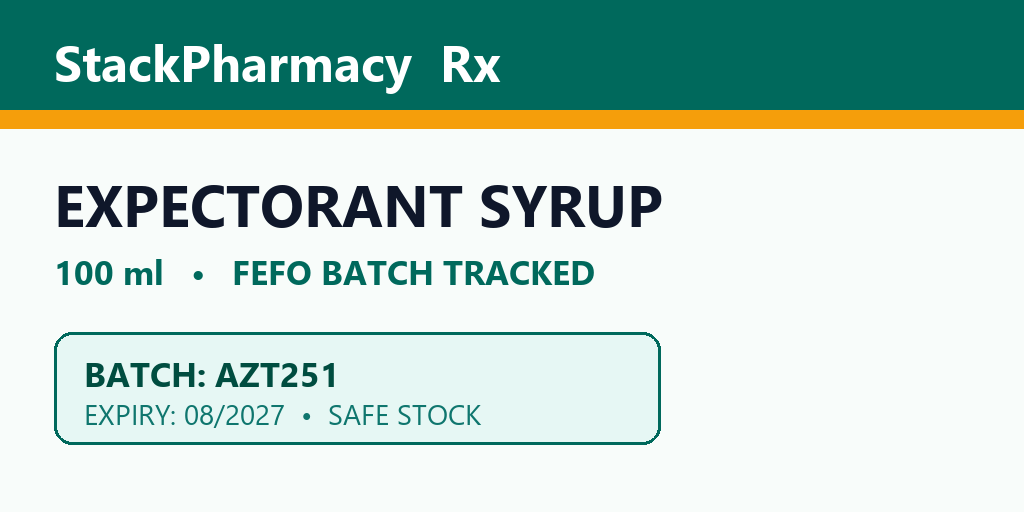 StackPharmacy Rx
EXPECTORANT SYRUP
100 ml • FEFO BATCH TRACKED
BATCH: AZT251
EXPIRY: 08/2027 • SAFE STOCK